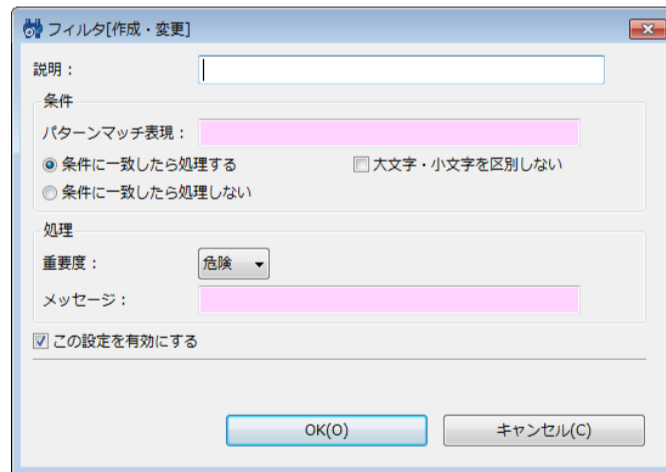 フィルタ[作成・変更]
説明：
条件
パターンマッチ表現：
条件に一致したら処理する 大文字・小文字を区別しない
条件に一致したら処理しない
処理
重要度： 危険
メッセージ：
この設定を有効にする
OK(O) キャンセル(C)